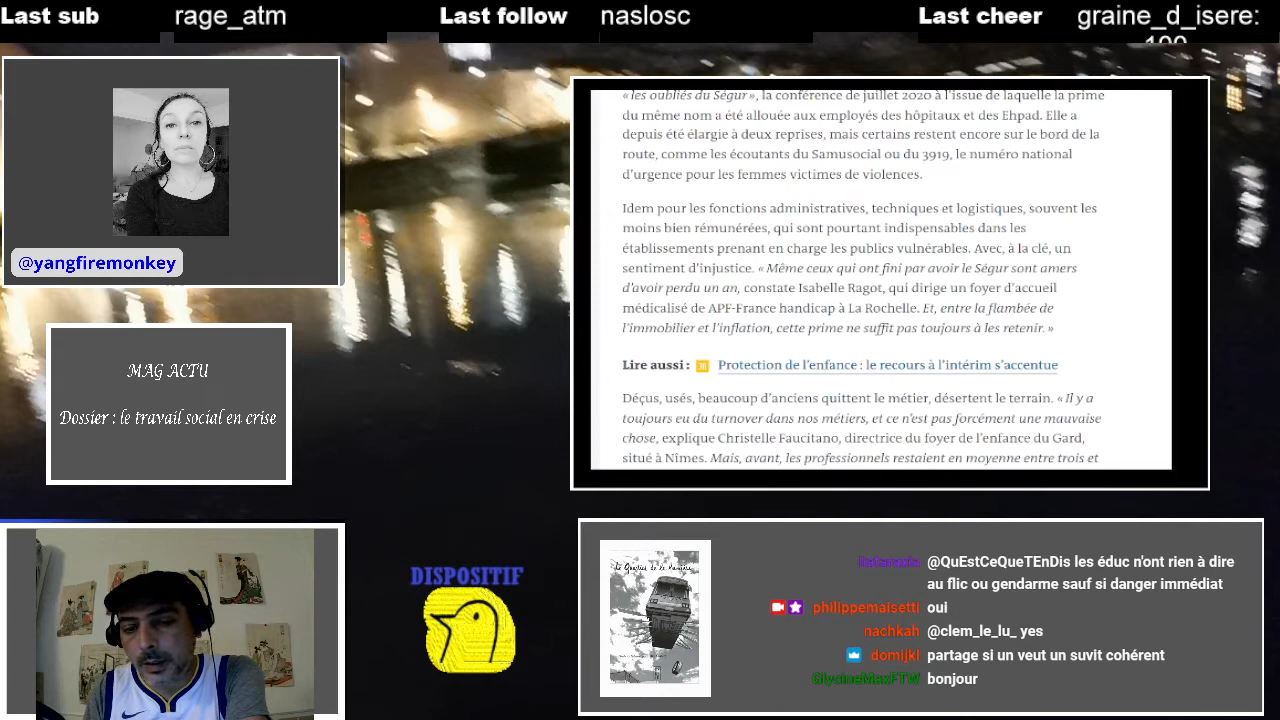 Last sub
rage_atm
Last follow
naslosc
Last cheer
graine_d_isere:
@yangfiremonkey
MAG ACTU
Dossier : le travail social en crise
« les oubliés du Ségur », la conférence de juillet 2020 à l'issue de laquelle la prime
du même nom a été allouée aux employés des hôpitaux et des Ehpad. Elle a
depuis été élargie à deux reprises, mais certains restent encore sur le bord de la
route, comme les écoutants du Samusocial ou du 3919, le numéro national
d'urgence pour les femmes victimes de violences.
Idem pour les fonctions administratives, techniques et logistiques, souvent les
moins bien rémunérées, qui sont pourtant indispensables dans les
établissements prenant en charge les publics vulnérables. Avec, à la clé, un
sentiment d'injustice. « Même ceux qui ont fini par avoir le Ségur sont amers
d'avoir perdu un an, constate Isabelle Ragot, qui dirige un foyer d'accueil
médicalisé de APF-France handicap à La Rochelle. Et, entre la flambée de
l'immobilier et l'inflation, cette prime ne suffit pas toujours à les retenir. »
Lire aussi : Protection de l'enfance : le recours à l'intérim s'accentue
Déçus, usés, beaucoup d'anciens quittent le métier, désertent le terrain. « Il y a
toujours eu du turnover dans nos métiers, et ce n'est pas forcément une mauvaise
chose, explique Christelle Faucitano, directrice du foyer de l'enfance du Gard,
situé à Nîmes. Mais, avant, les professionnels restaient en moyenne entre trois et
DISPOSITIF
@QuEstCeQueTEnDis les éduc n'ont rien à dire
au flic ou gendarme sauf si danger immédiat
philippemaisetti oui
nachkah @clem_le_lu_ yes
domijkl partage si un veut un suvit cohérent
GlycineMaxFTW bonjour